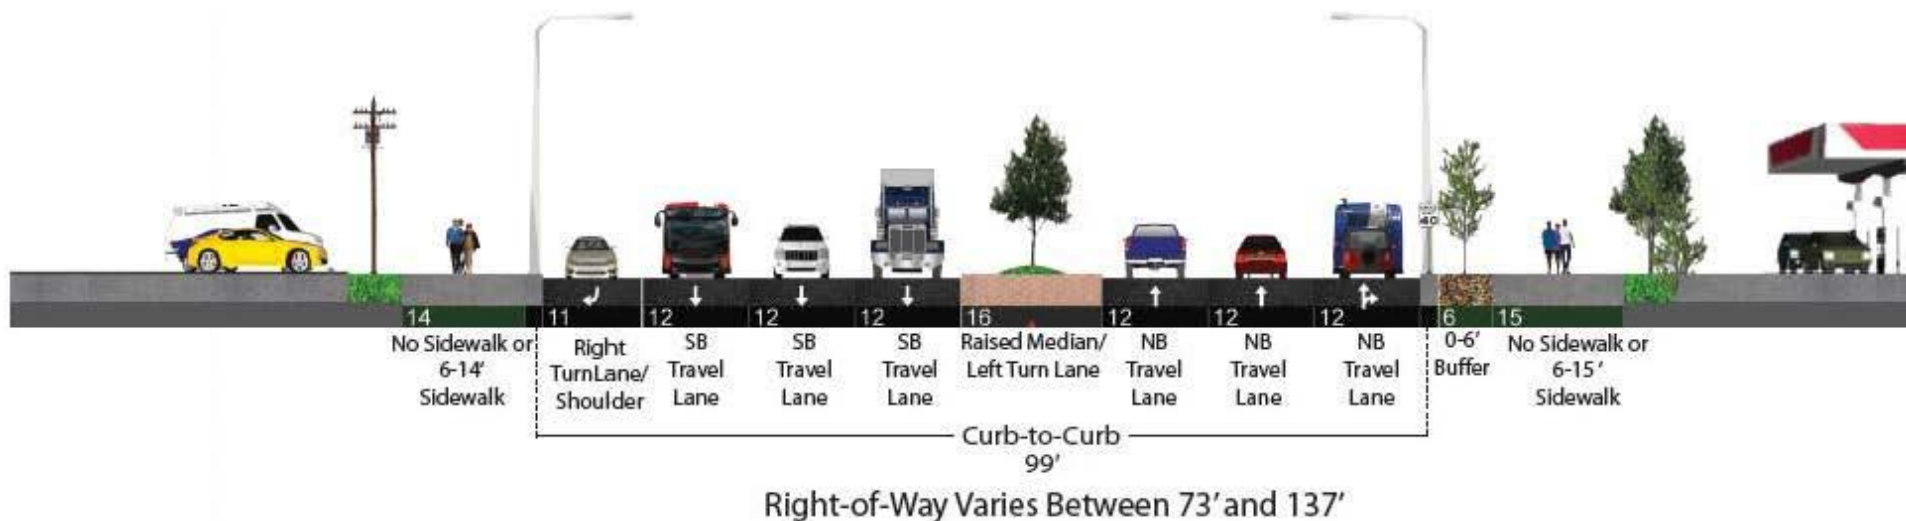 40
14
11
12
12
12
16
12
12
12
6
15
No Sidewalk or
6-14'
Sidewalk
Right
TurnLane/
Shoulder
SB
Travel
Lane
SB
Travel
Lane
SB
Travel
Lane
Raised Median/
Left Turn Lane
NB
Travel
Lane
NB
Travel
Lane
NB
Travel
Lane
0-6'
Buffer
No Sidewalk or
6-15 '
Sidewalk
Curb-to-Curb
99'
Right-of-Way Varies Between 73' and 137'